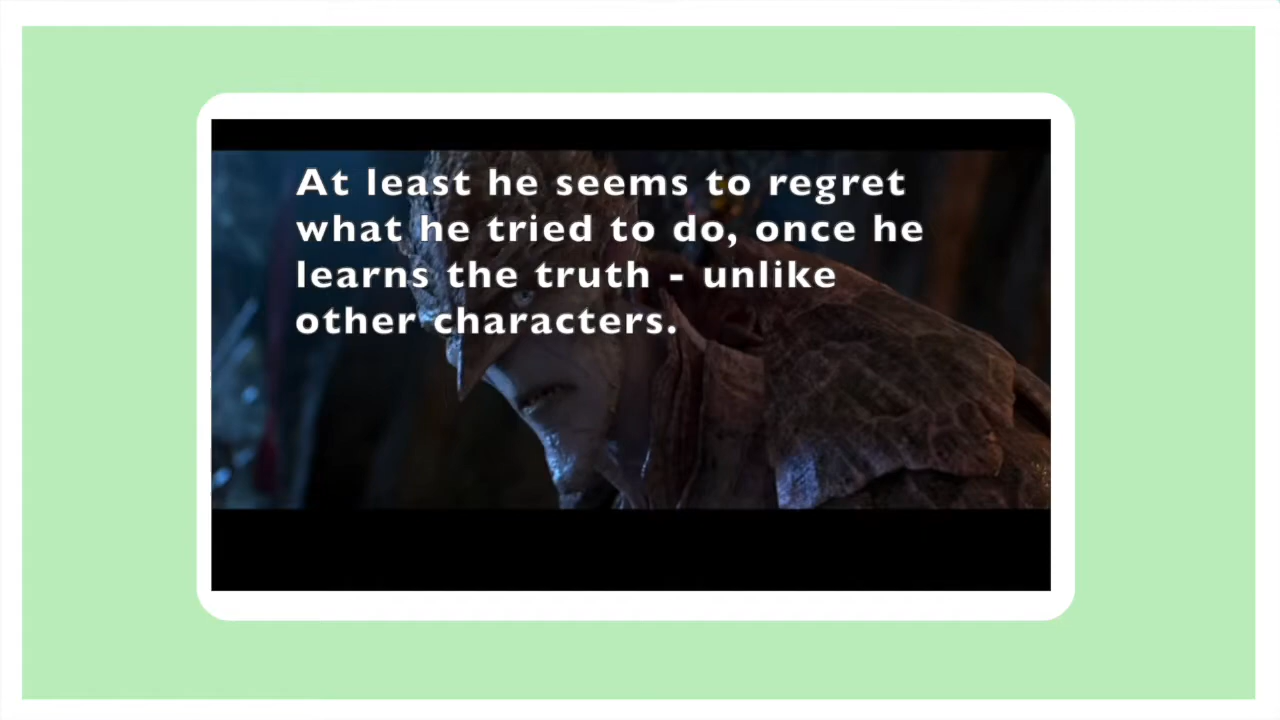 At least he seems to regret
what he tried to do, once he
learns the truth - unlike
other characters.